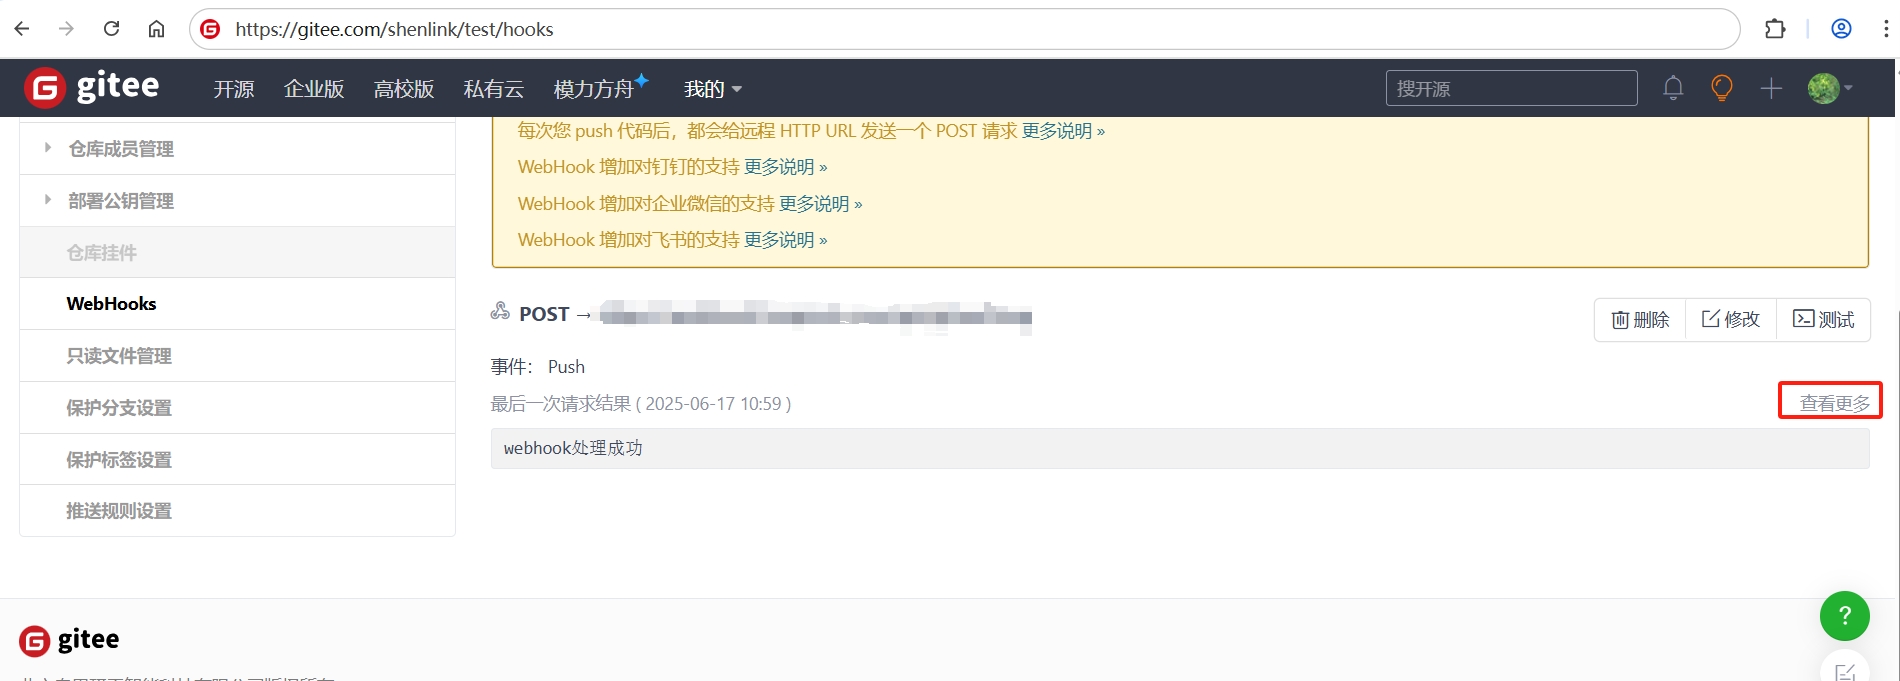 https://gitee.com/shenlink/test/hooks
gitee 开源 企业版 高校版 私有云 模力方舟 我的 搜开源
仓库成员管理
部署公钥管理
仓库挂件
WebHooks
只读文件管理
保护分支设置
保护标签设置
推送规则设置
每次您 push 代码后，都会给远程 HTTP URL 发送一个 POST 请求 更多说明 »
WebHook 增加对钉钉的支持 更多说明 »
WebHook 增加对企业微信的支持 更多说明 »
WebHook 增加对飞书的支持 更多说明 »
POST →
删除 修改 测试
事件： Push
最后一次请求结果 ( 2025-06-17 10:59 ) 查看更多
webhook处理成功
gitee
?